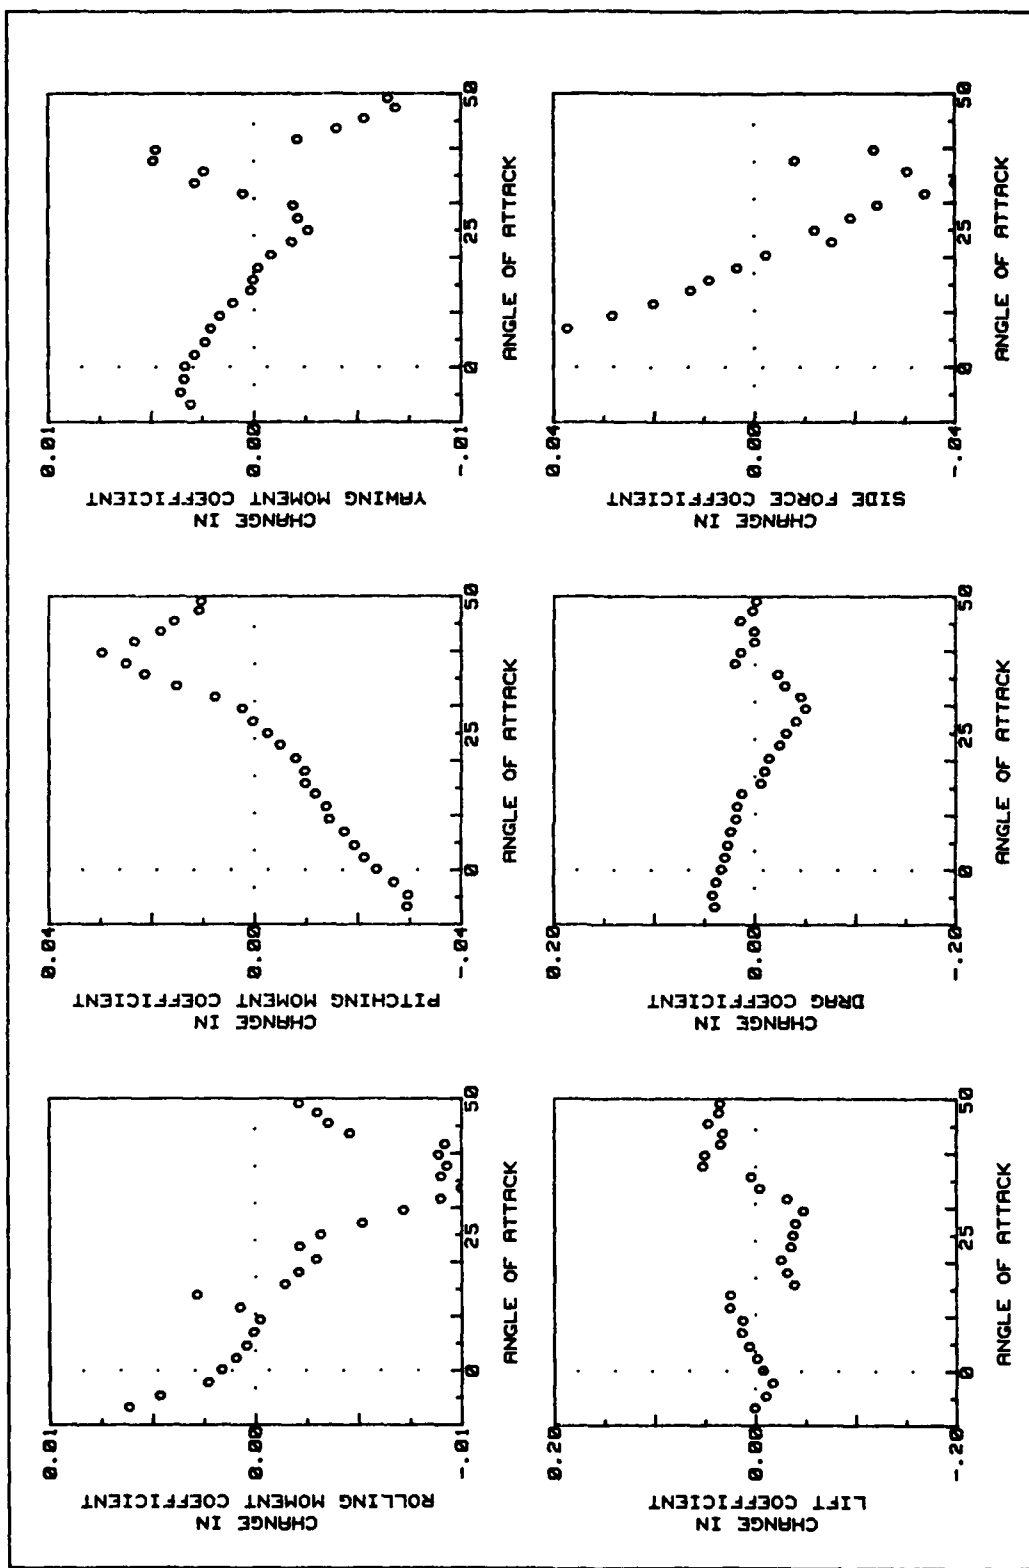 0.01
0.00
-.01
CHANGE IN
ROLLING MOMENT COEFFICIENT
0
25
50
ANGLE OF ATTACK
0.04
0.00
-.04
CHANGE IN
PITCHING MOMENT COEFFICIENT
0
25
50
ANGLE OF ATTACK
0.01
0.00
-.01
CHANGE IN
YAWING MOMENT COEFFICIENT
0
25
50
ANGLE OF ATTACK
0.20
0.00
-.20
CHANGE IN
LIFT COEFFICIENT
0
25
50
ANGLE OF ATTACK
0.20
0.00
-.20
CHANGE IN
DRAG COEFFICIENT
0
25
50
ANGLE OF ATTACK
0.04
0.00
-.04
CHANGE IN
SIDE FORCE COEFFICIENT
0
25
50
ANGLE OF ATTACK